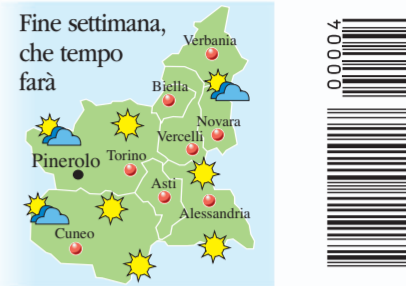 Fine settimana,
che tempo
farà
Verbania
Biella
Novara
Vercelli
Torino
Pinerolo
Asti
Alessandria
Cuneo
00004